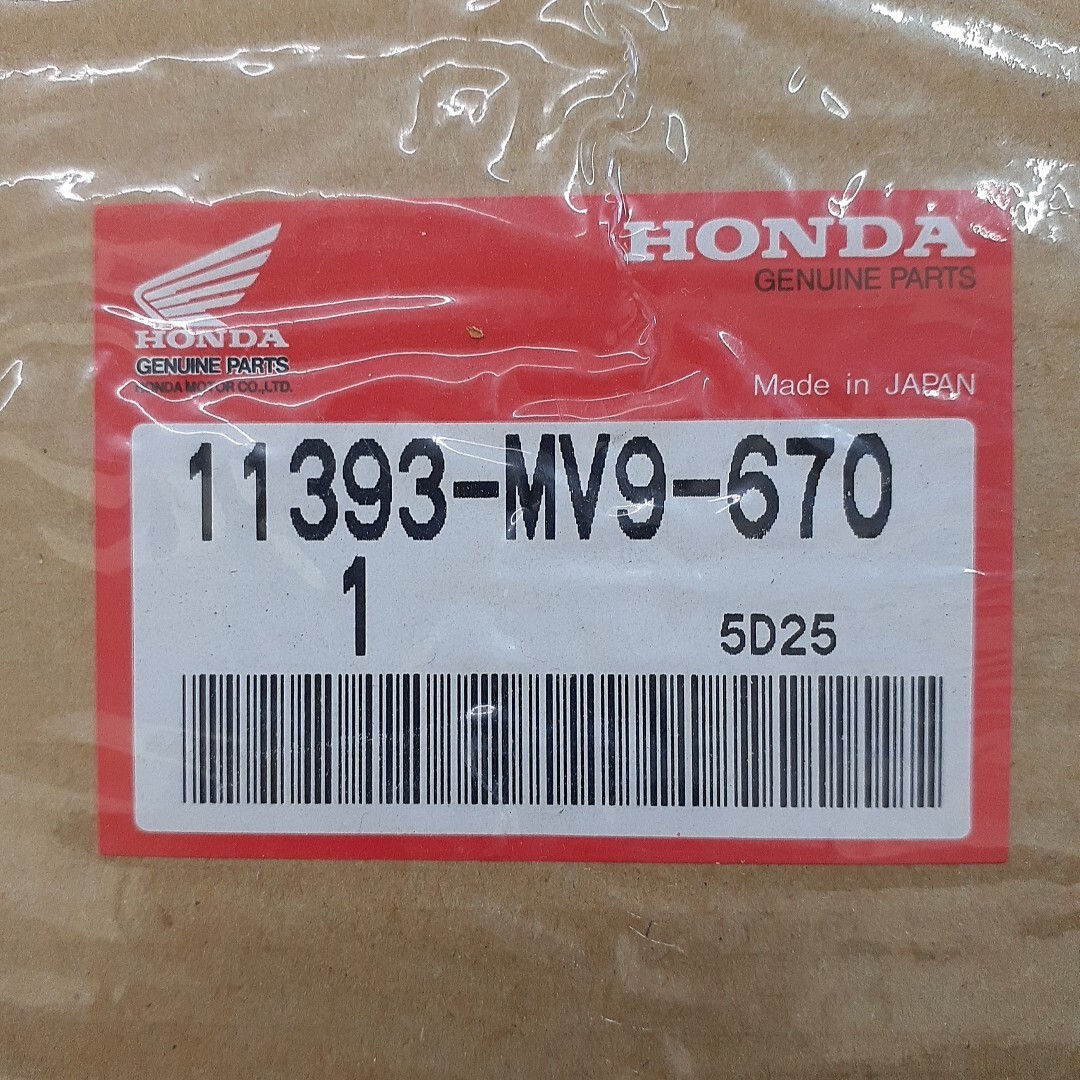 HONDA
GENUINE PARTS
HONDA
GENUINE PARTS
HONDA MOTOR CO.,LTD.
Made in JAPAN
11393-MV9-670
1
5D25